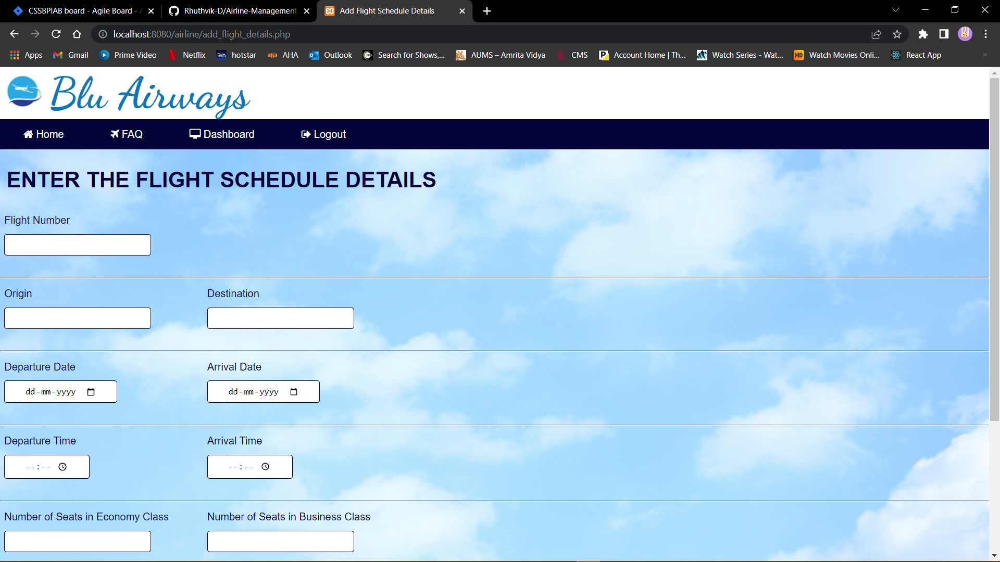 CSSBPIAB board - Agile Board - Rhuthvik-D/Airline-Management Add Flight Schedule Details
localhost:8080/airline/add_flight_details.php
Apps Gmail Prime Video Netflix hotstar AHA Outlook Search for Shows,... AUMS – Amrita Vidya CMS Account Home | Th... Watch Series - Wat... HD Watch Movies Onli... React App
Blu Airways
Home FAQ Dashboard Logout
ENTER THE FLIGHT SCHEDULE DETAILS
Flight Number
Origin Destination
Departure Date Arrival Date
dd-mm-yyyy dd-mm-yyyy
Departure Time Arrival Time
--:-- --:--
Number of Seats in Economy Class Number of Seats in Business Class